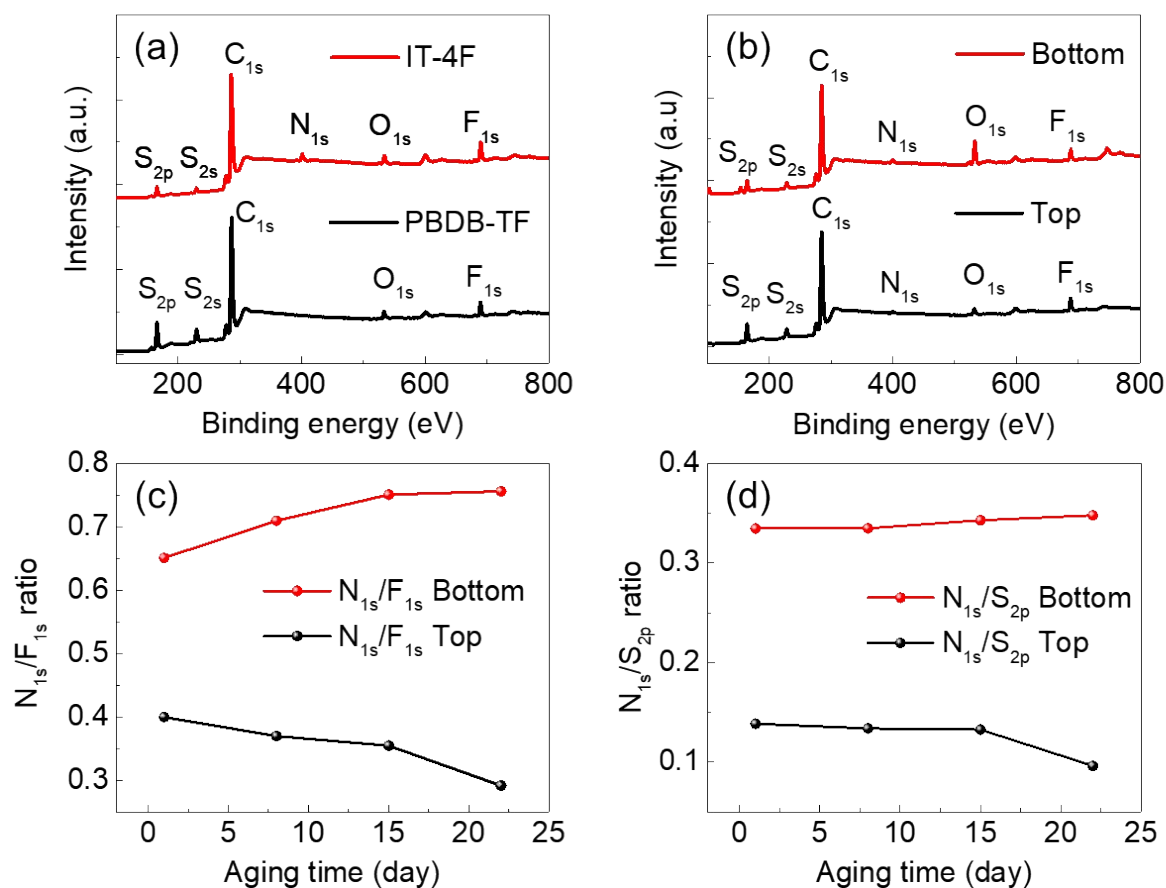 (a)
C1s
IT-4F
N1s
O1s
F1s
S2p
S2s
C1s
PBDB-TF
S2p
S2s
O1s
F1s
Intensity (a.u.)
200 400 600 800
Binding energy (eV)
(b)
C1s
Bottom
S2p
S2s
N1s
O1s
F1s
C1s
Top
S2p
S2s
N1s
O1s
F1s
Intensity (a.u)
200 400 600 800
Binding energy (eV)
(c)
0.8
0.7
0.6
0.5
0.4
0.3
N1s/F1s ratio
N1s/F1s Bottom
N1s/F1s Top
0 5 10 15 20 25
Aging time (day)
(d)
0.4
0.3
0.2
0.1
N1s/S2p ratio
N1s/S2p Bottom
N1s/S2p Top
0 5 10 15 20 25
Aging time (day)